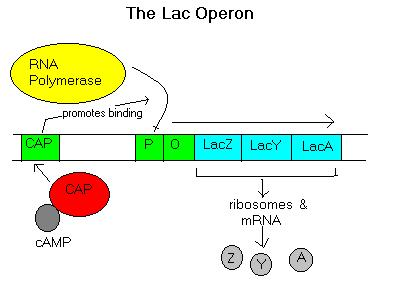 The Lac Operon
RNA
Polymerase
promotes binding
CAP
P
O
LacZ
LacY
LacA
CAP
cAMP
ribosomes &
mRNA
Z
Y
A